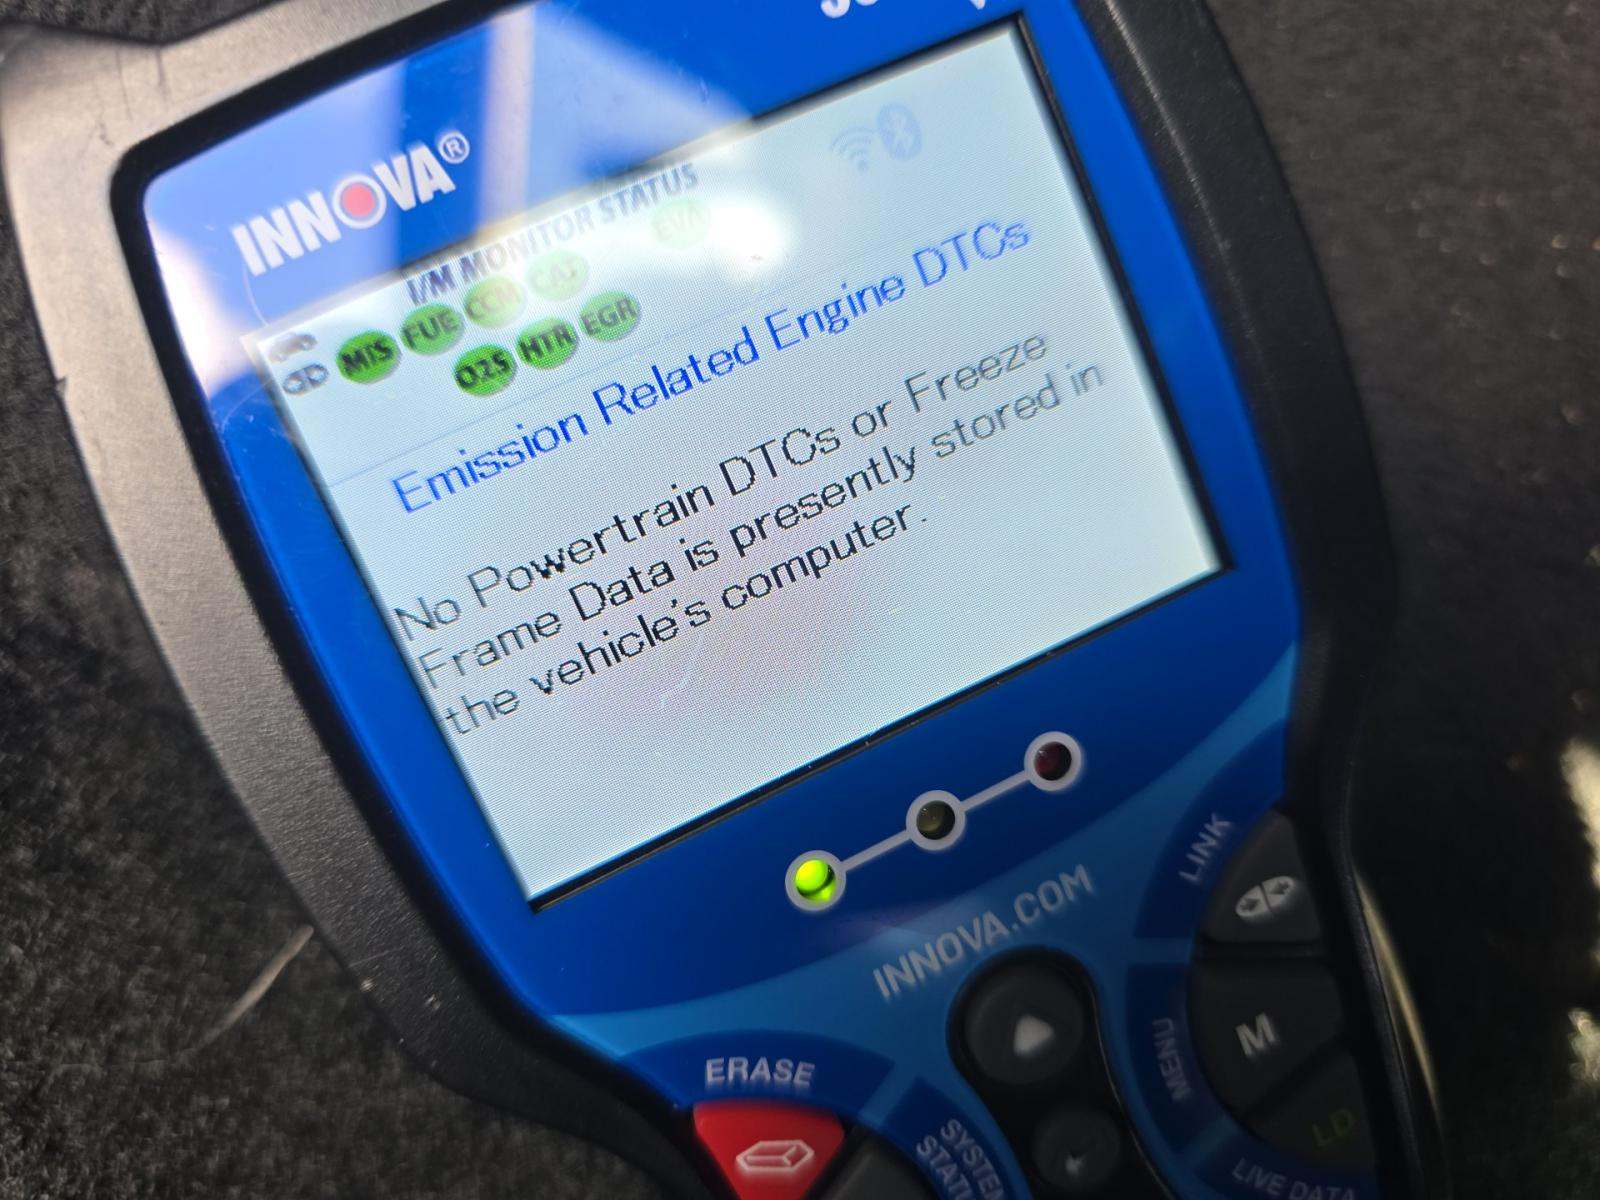 INNOVA®
I/M MONITOR STATUS
MIS FUE CCM CAT EVA
O2S HTR EGR
Emission Related Engine DTCs
No Powertrain DTCs or Freeze
Frame Data is presently stored in
the vehicle's computer.
INNOVA.COM
LINK
M
MENU
LD
LIVE DATA
ERASE
SYSTEM